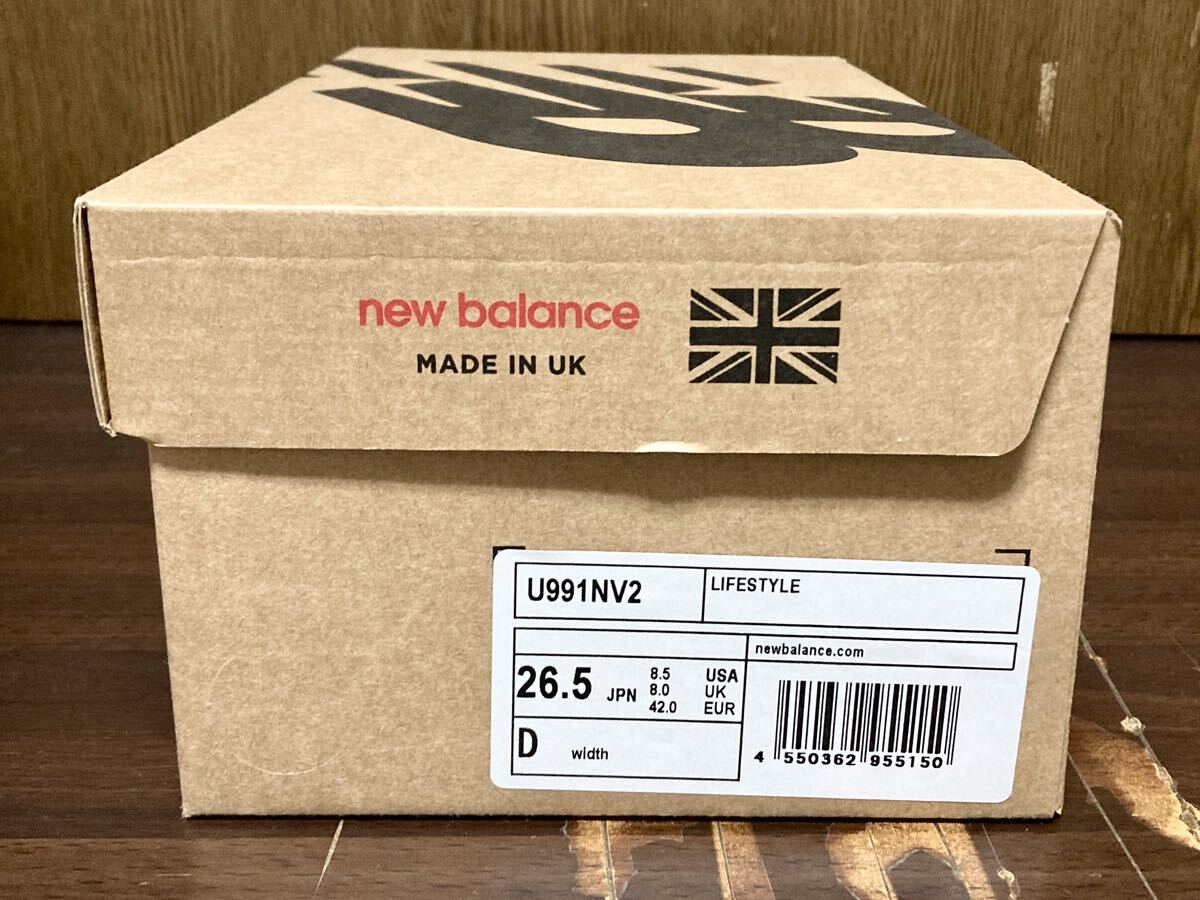 new balance
MADE IN UK
U991NV2
LIFESTYLE
newbalance.com
26.5 JPN
8.5 USA
8.0 UK
42.0 EUR
D width
4 550362 955150